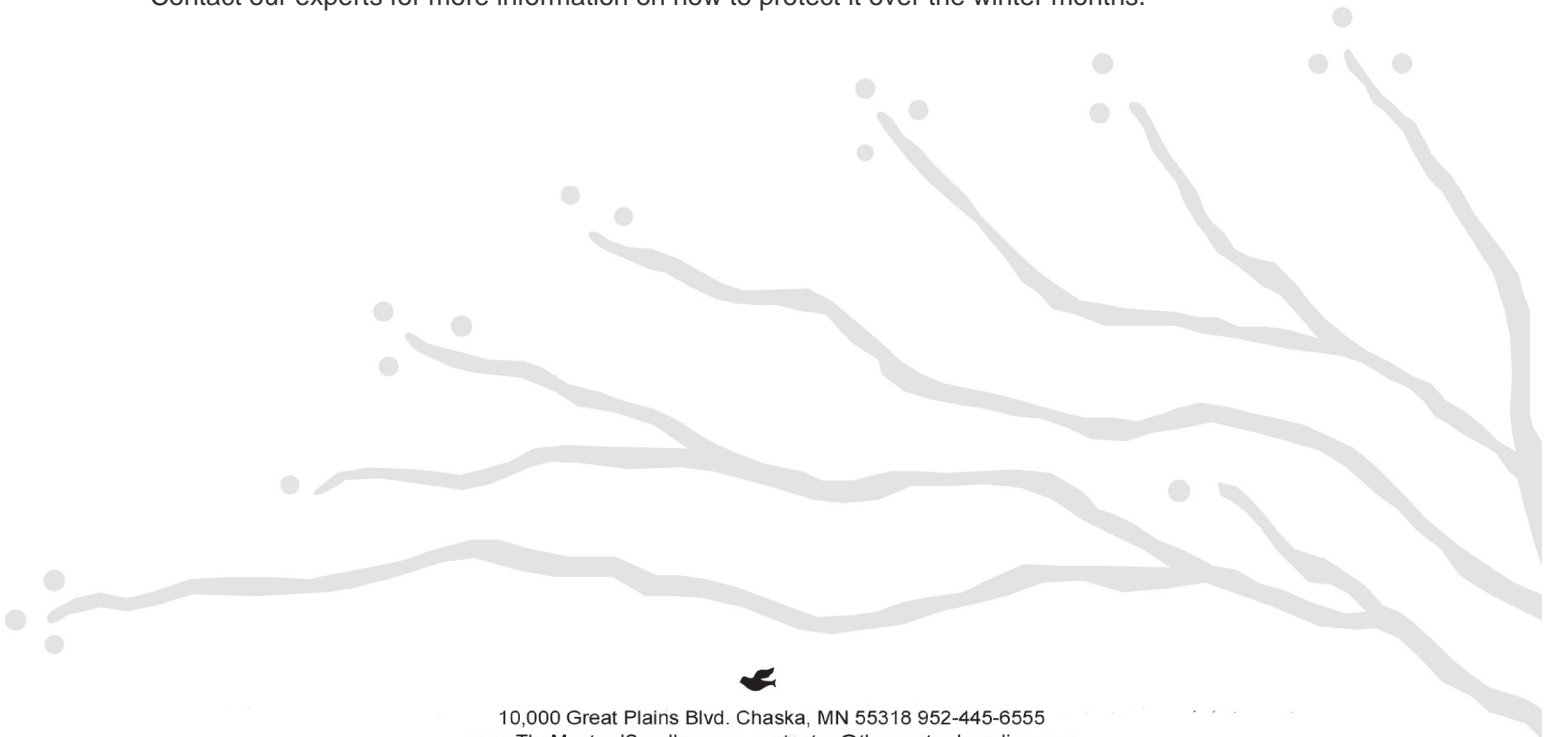 Contact our experts for more information on how to protect it over the winter months.
10,000 Great Plains Blvd. Chaska, MN 55318 952-445-6555